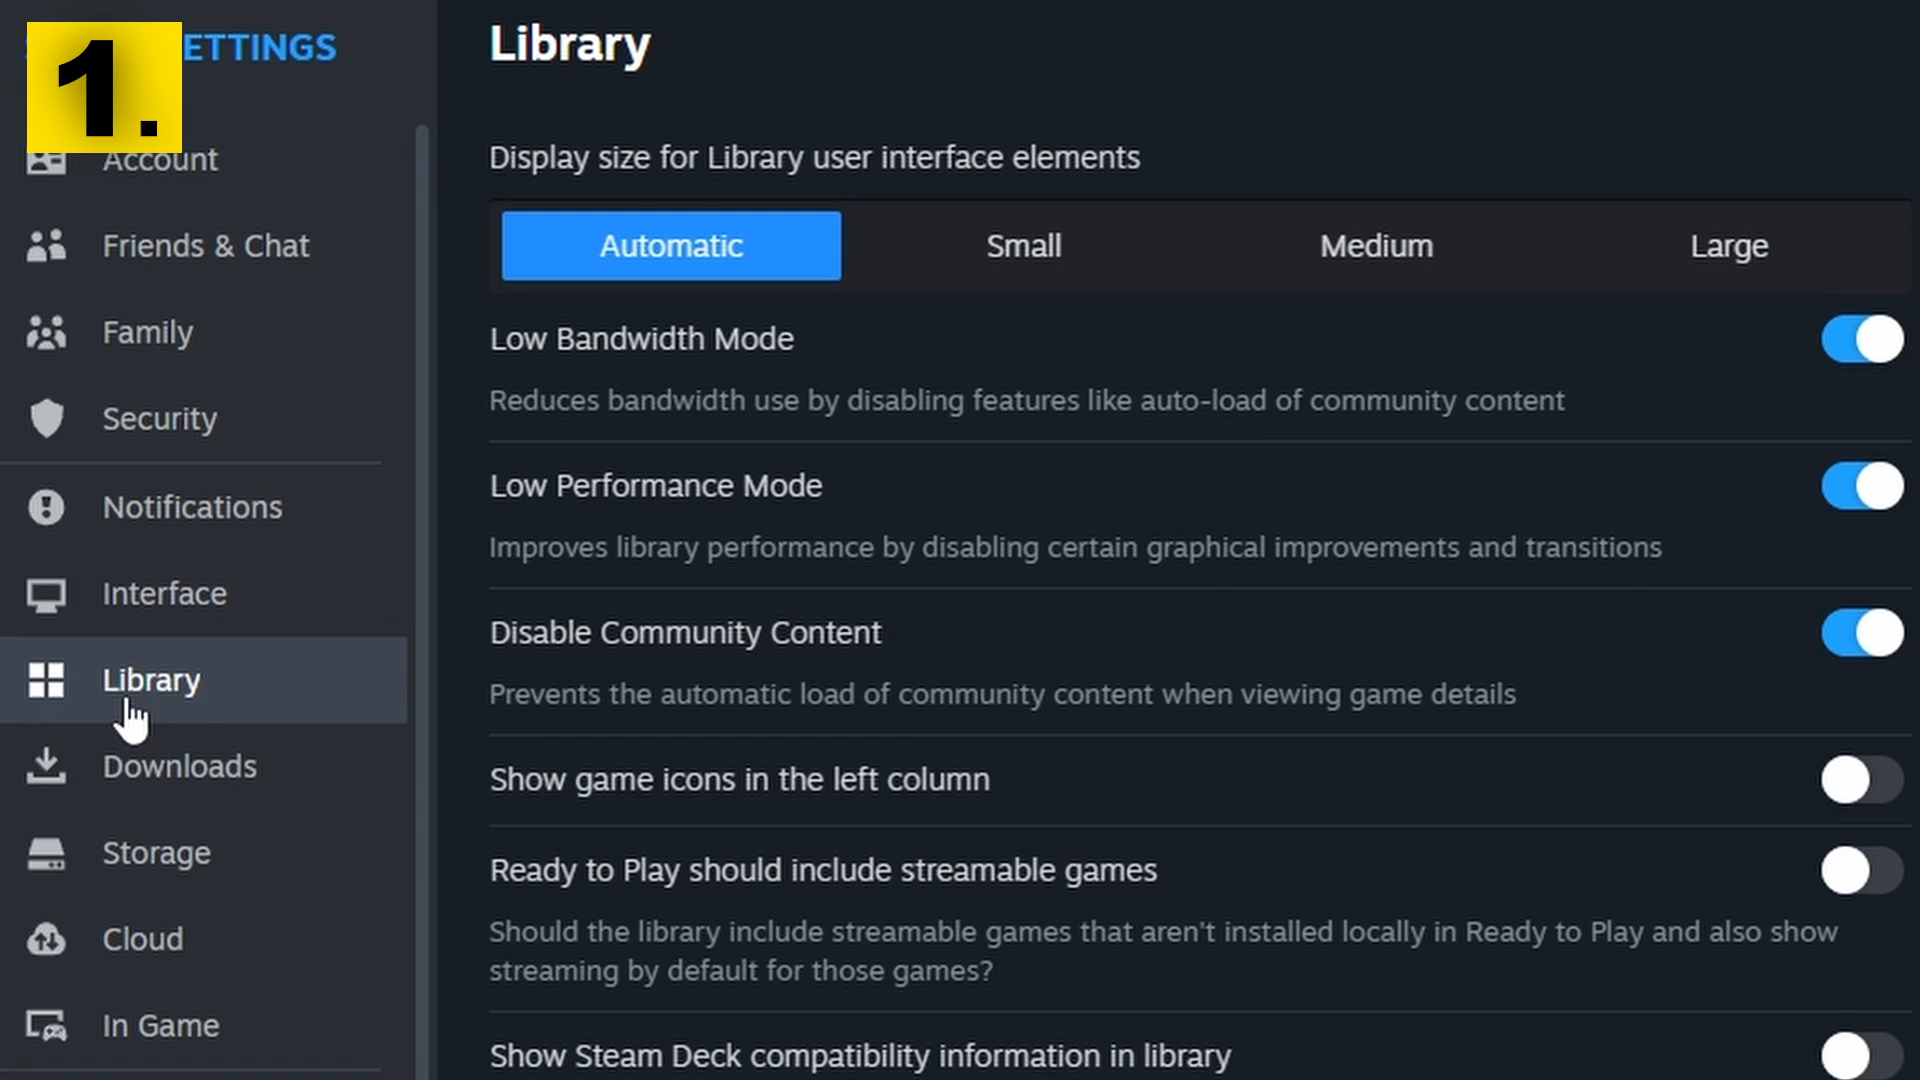 1.
ETTINGS
Account
Friends & Chat
Family
Security
Notifications
Interface
Library
Downloads
Storage
Cloud
In Game
Library
Display size for Library user interface elements
Automatic Small Medium Large
Low Bandwidth Mode
Reduces bandwidth use by disabling features like auto-load of community content
Low Performance Mode
Improves library performance by disabling certain graphical improvements and transitions
Disable Community Content
Prevents the automatic load of community content when viewing game details
Show game icons in the left column
Ready to Play should include streamable games
Should the library include streamable games that aren't installed locally in Ready to Play and also show
streaming by default for those games?
Show Steam Deck compatibility information in library